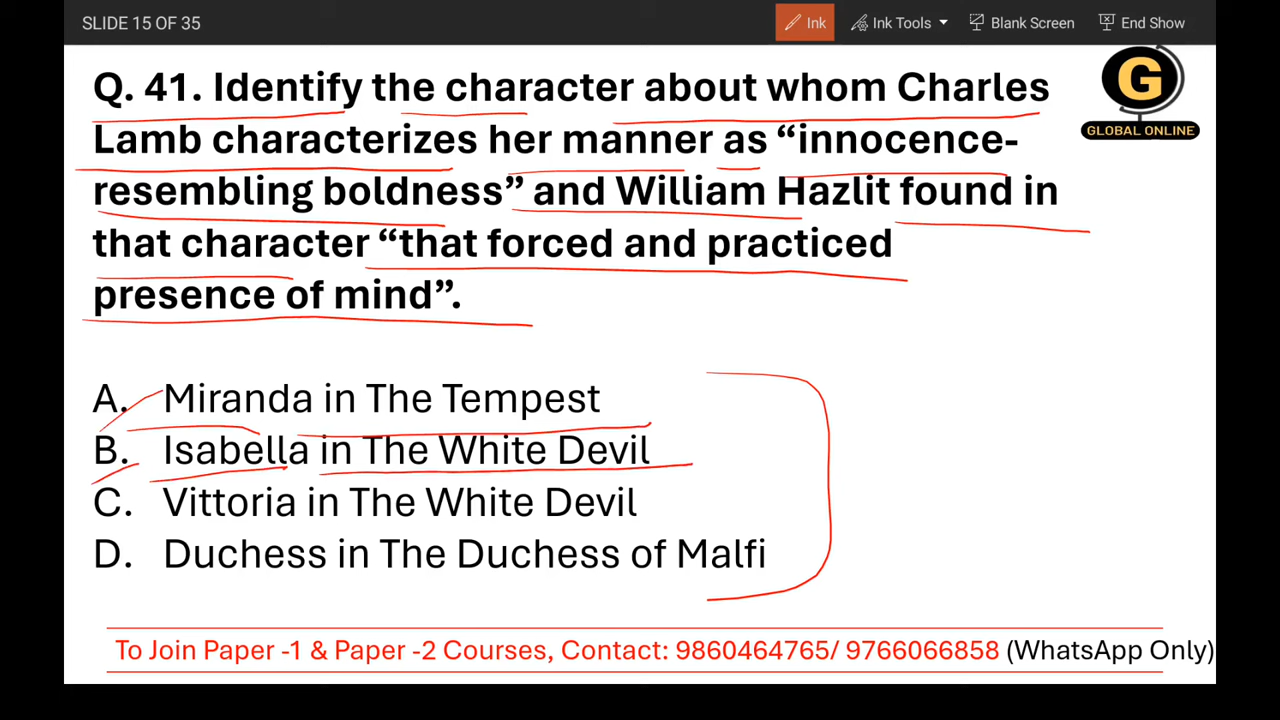 SLIDE 15 OF 35
Ink
Ink Tools
Blank Screen
End Show
Q. 41. Identify the character about whom Charles
Lamb characterizes her manner as “innocence-
resembling boldness” and William Hazlit found in
that character “that forced and practiced
presence of mind”.
G
GLOBAL ONLINE
A. Miranda in The Tempest
B. Isabella in The White Devil
C. Vittoria in The White Devil
D. Duchess in The Duchess of Malfi
To Join Paper -1 & Paper -2 Courses, Contact: 9860464765/ 9766066858 (WhatsApp Only)